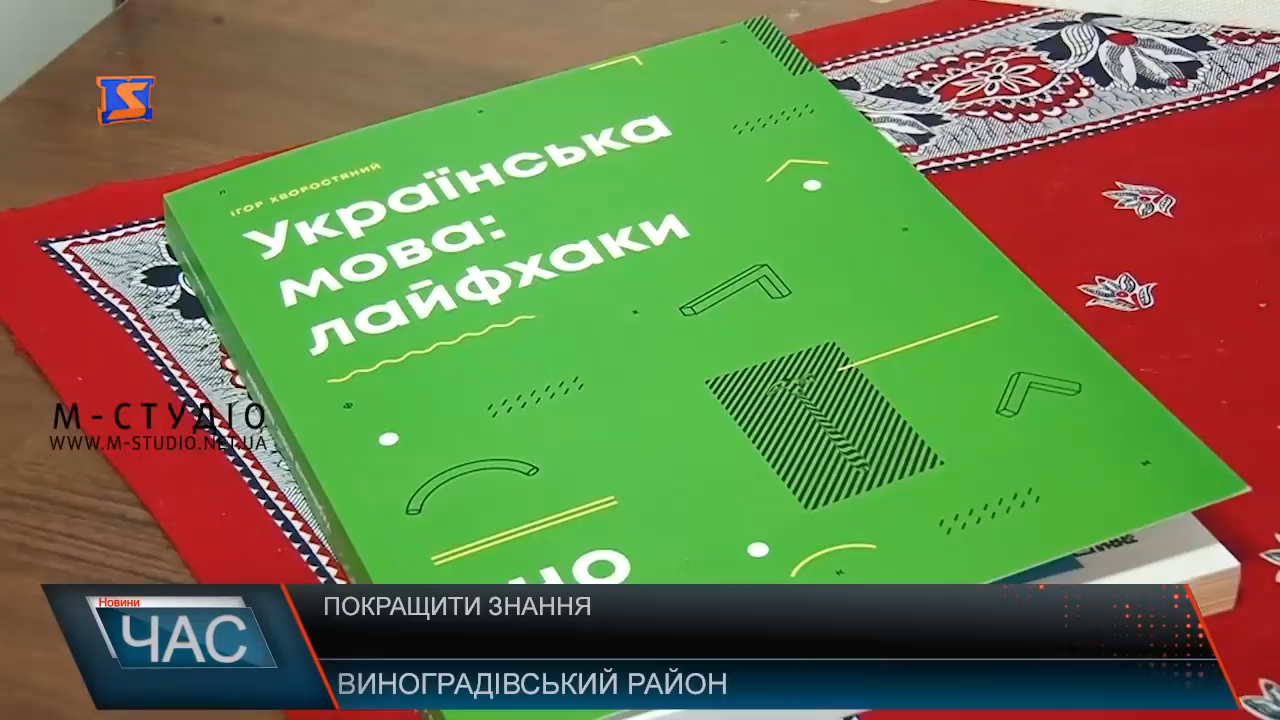 ІГОР ХВОРОСТЯНИЙ
Українська
мова:
лайфхаки
М-СТУДІО
WWW.M-STUDIO.NET.UA
Новини
ЧАС
ПОКРАЩИТИ ЗНАННЯ
ВИНОГРАДІВСЬКИЙ РАЙОН